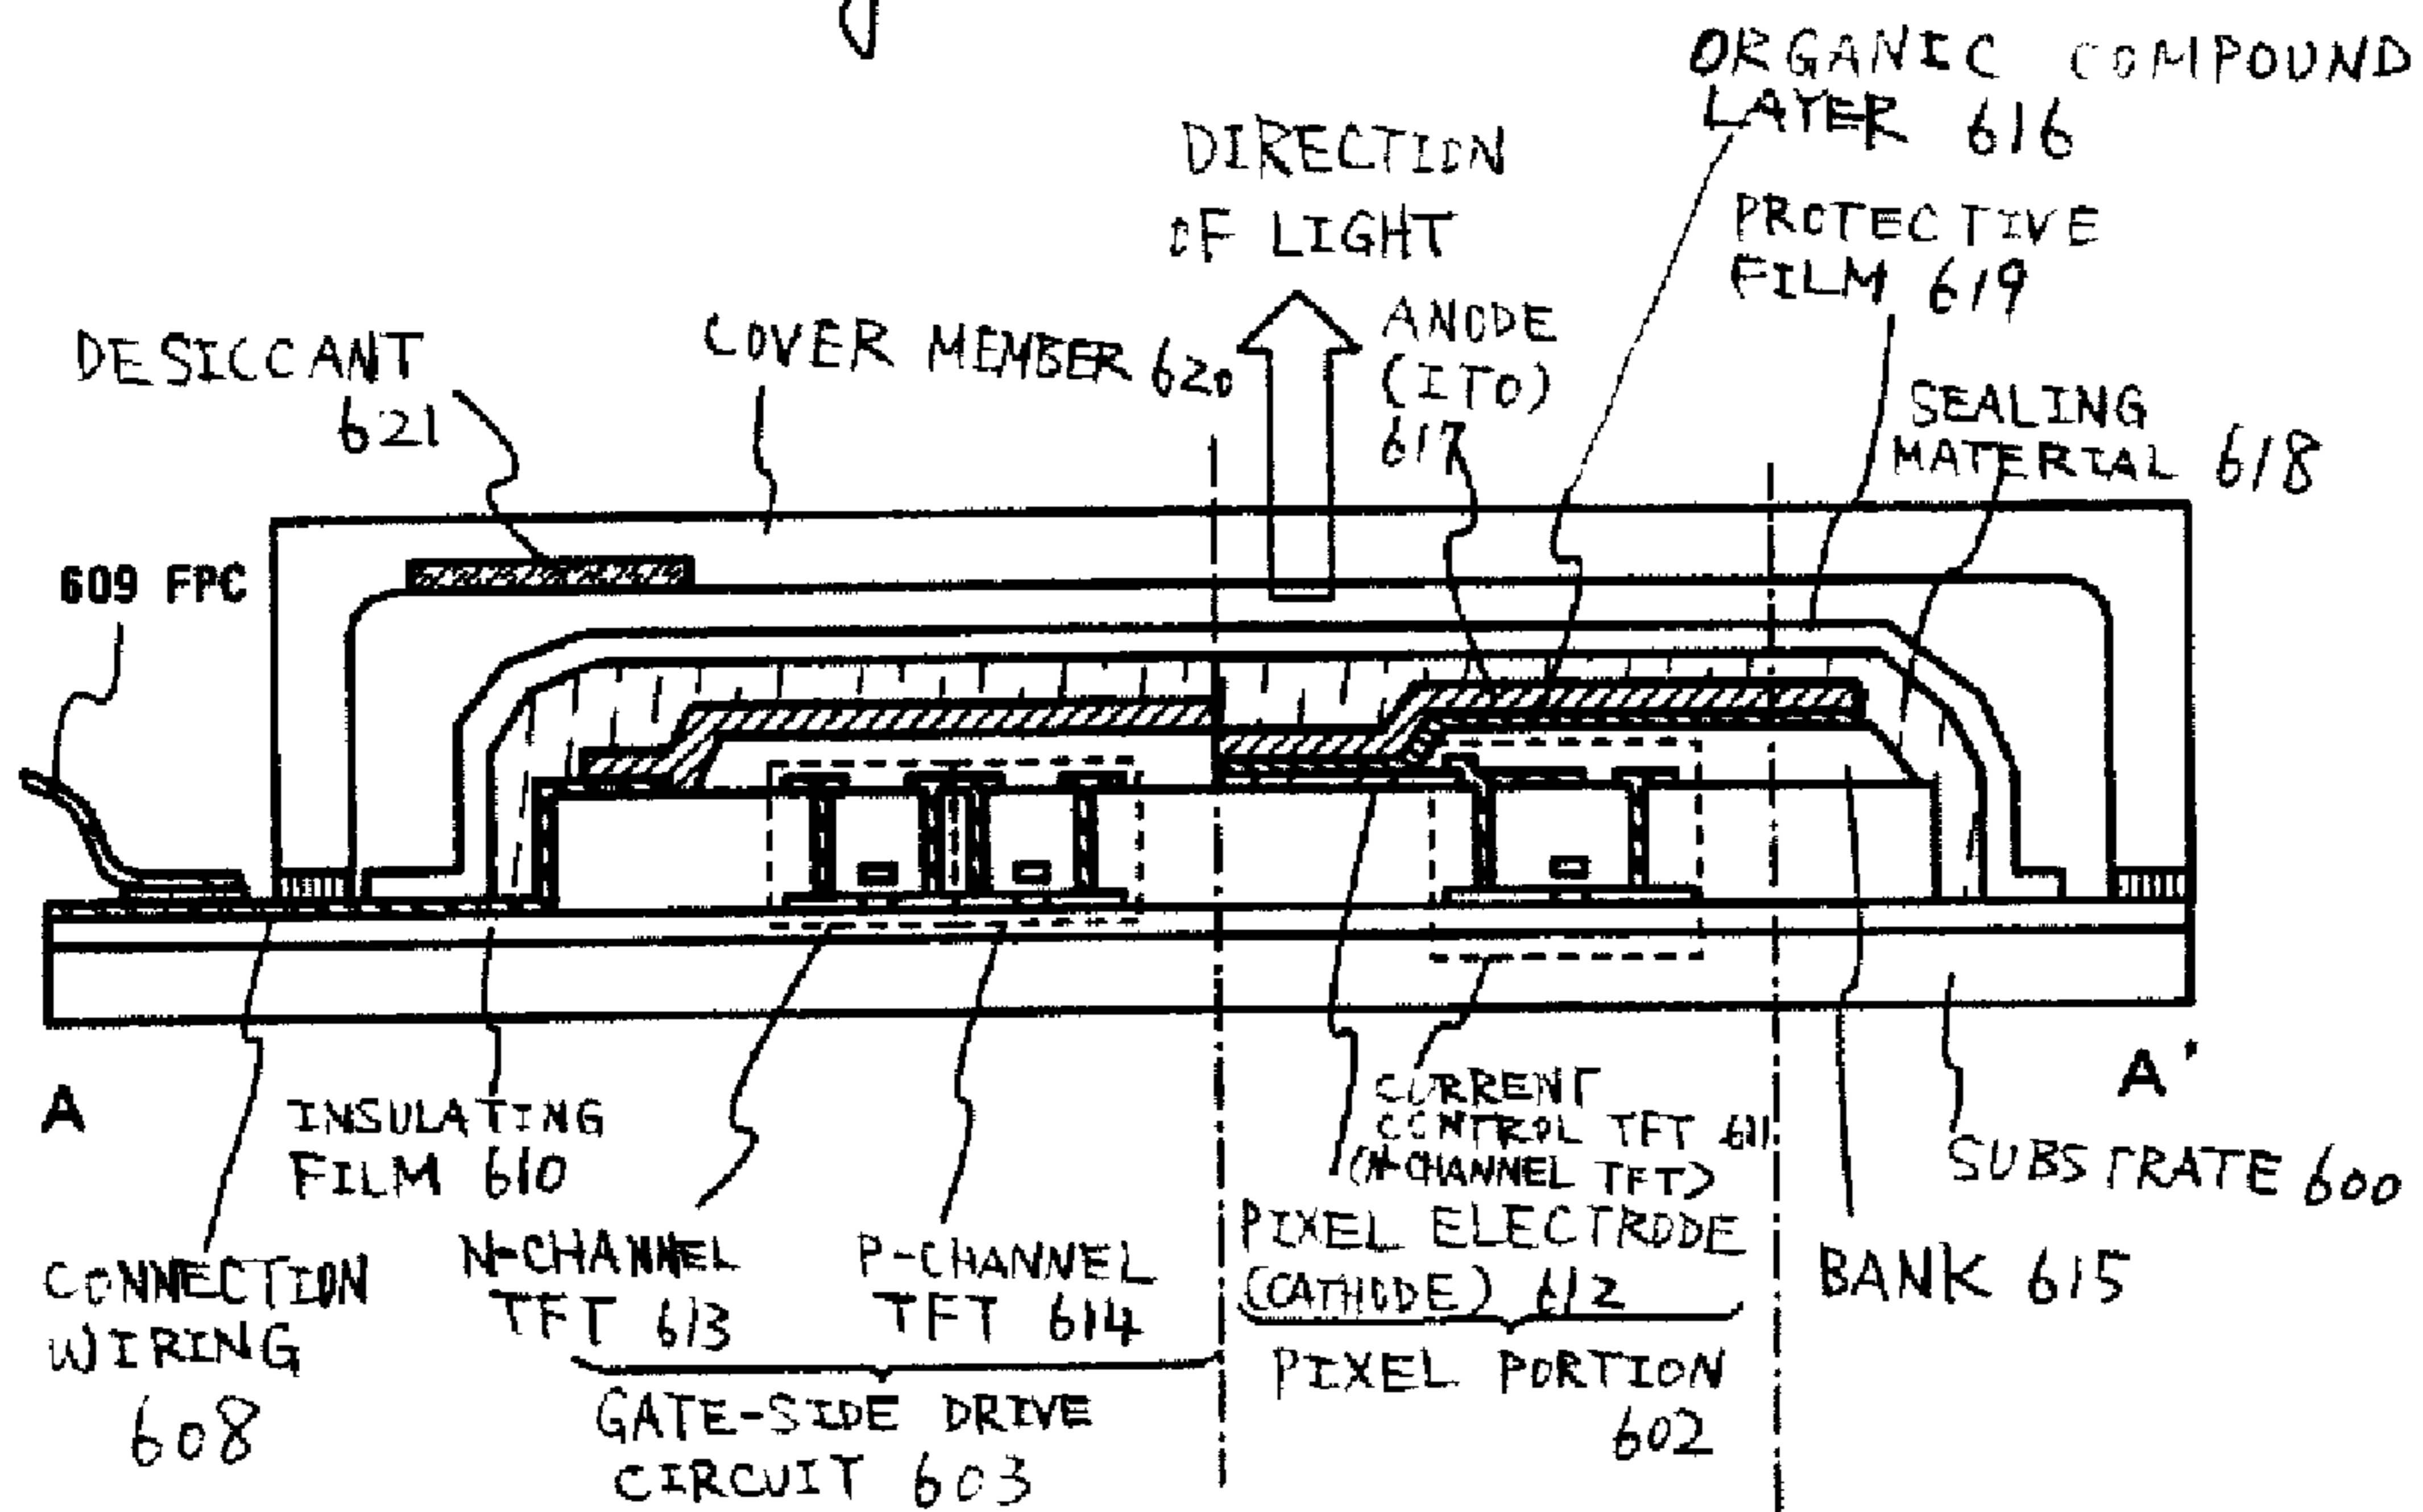 ORGANIC COMPOUND
LAYER 616
DIRECTION
OF LIGHT
PROTECTIVE
FILM 619
ANODE
(ITO)
617
DESICCANT
621
COVER MEMBER 620
SEALING
MATERIAL 618
609 FPC
A
A'
INSULATING
FILM 610
CURRENT
CONTROL TFT 611
(N-CHANNEL TFT)
SUBSTRATE 600
CONNECTION
WIRING
608
N-CHANNEL
TFT 613
P-CHANNEL
TFT 614
PIXEL ELECTRODE
(CATHODE) 612
BANK 615
GATE-SIDE DRIVE
CIRCUIT 603
PIXEL PORTION
602